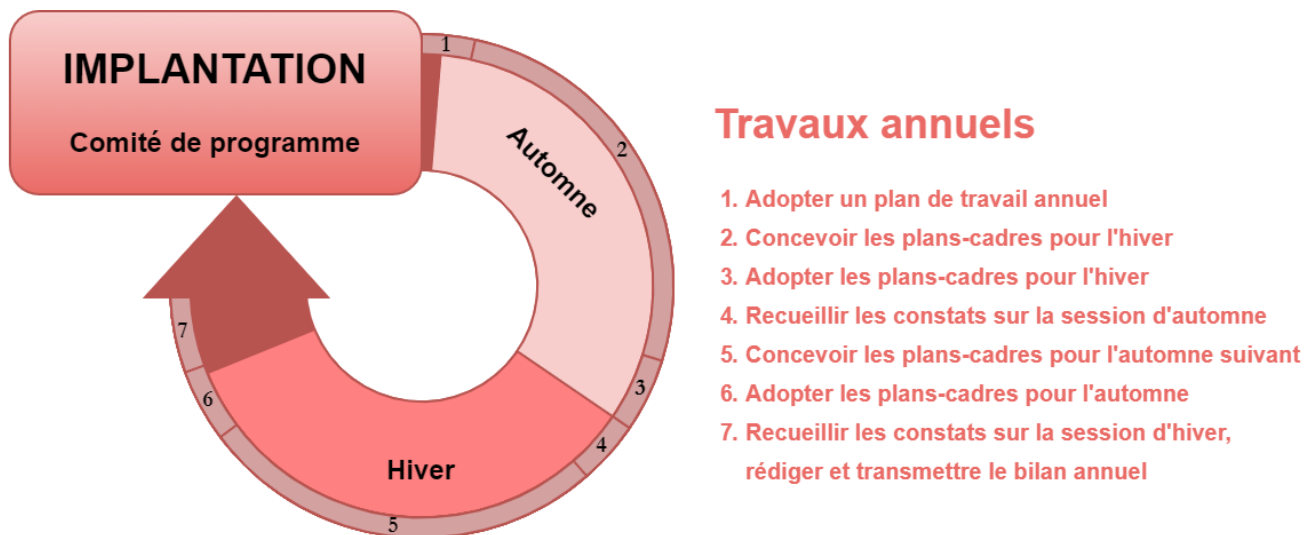 IMPLANTATION
Comité de programme
1
Automne
2
3
4
Hiver
5
6
7
Travaux annuels
1. Adopter un plan de travail annuel
2. Concevoir les plans-cadres pour l'hiver
3. Adopter les plans-cadres pour l'hiver
4. Recueillir les constats sur la session d'automne
5. Concevoir les plans-cadres pour l'automne suivant
6. Adopter les plans-cadres pour l'automne
7. Recueillir les constats sur la session d'hiver,
rédiger et transmettre le bilan annuel